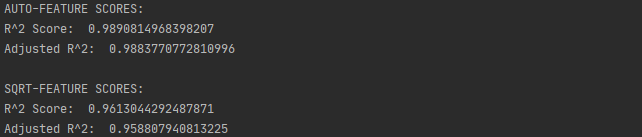 AUTO-FEATURE SCORES:
R^2 Score:  0.9890814968398207
Adjusted R^2:  0.9883770772810996
SQRT-FEATURE SCORES:
R^2 Score:  0.9613044292487871
Adjusted R^2:  0.958807940813225